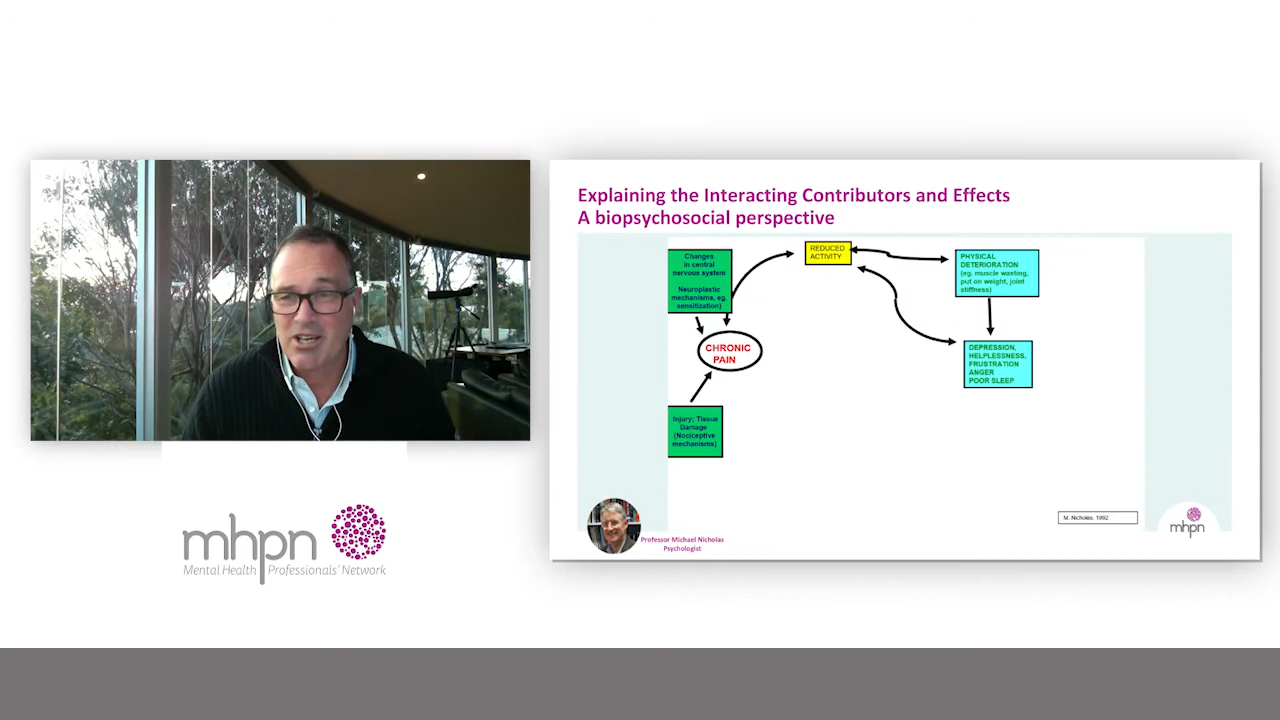 Explaining the Interacting Contributors and Effects
A biopsychosocial perspective
Changes
in central
nervous system
Neuroplastic
mechanisms, eg,
sensitization)
REDUCED
ACTIVITY
PHYSICAL
DETERIORATION
(eg. muscle wasting,
put on weight, joint
stiffness)
CHRONIC
PAIN
DEPRESSION,
HELPLESSNESS,
FRUSTRATION
ANGER
POOR SLEEP
Injury; Tissue
Damage
(Nociceptive
mechanisms)
M. Nicholas, 1992
mhpn
Professor Michael Nicholas
Psychologist
mhpn
Mental Health Professionals' Network